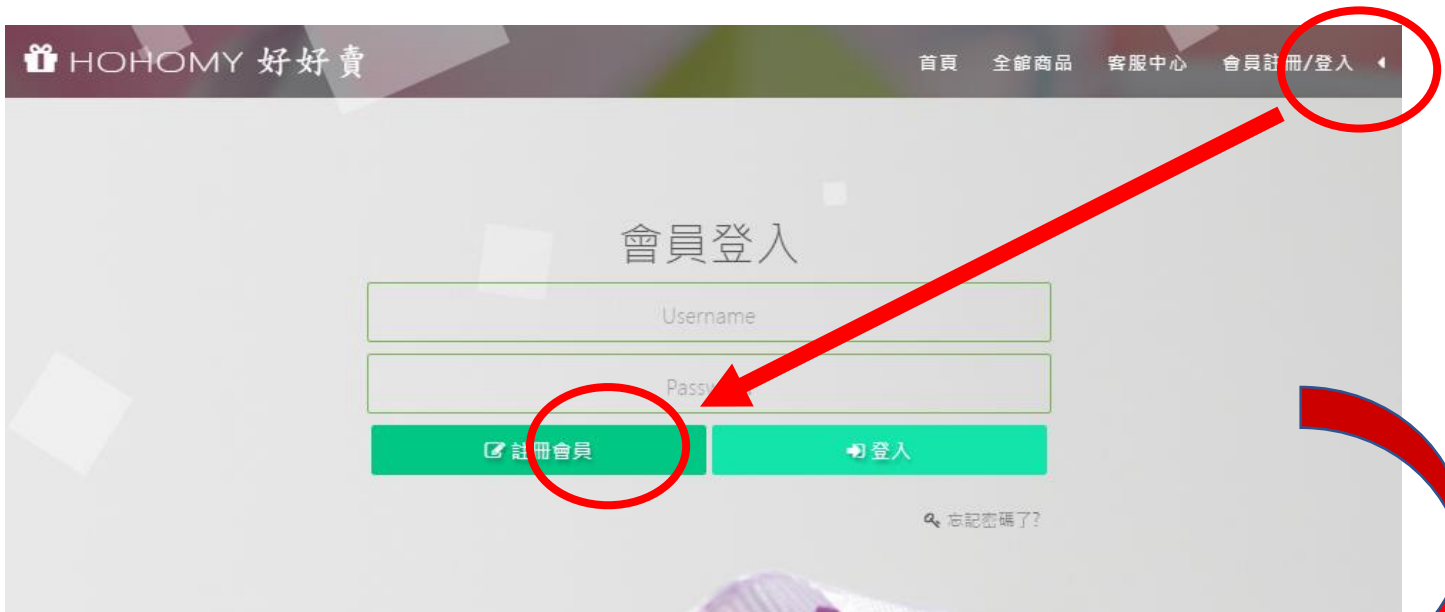 HOHOMY 好好賣
首頁 全館商品 客服中心 會員註冊/登入
會員登入
Username
註冊會員 登入
忘記密碼了?